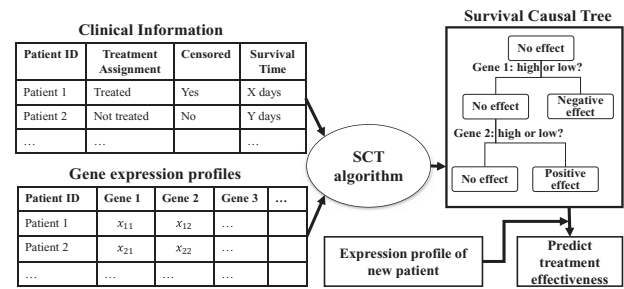 Clinical Information
Patient ID Treatment Assignment Censored Survival Time
Patient 1 Treated Yes X days
Patient 2 Not treated No Y days
… … …
Gene expression profiles
Patient ID Gene 1 Gene 2 Gene 3 …
Patient 1 x₁₁ x₁₂ …
Patient 2 x₂₁ x₂₂ …
… … … …
SCT
algorithm
Survival Causal Tree
No effect
Gene 1: high or low?
No effect
Negative
effect
Gene 2: high or low?
No effect
Positive
effect
Expression profile of
new patient
Predict
treatment
effectiveness